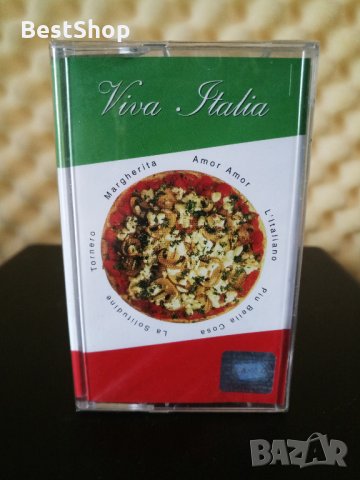 BestShop
Viva Italia
Tornero
Margherita
Amor Amor
L'Italiano
Piu Bella Cosa
La Solitudine
BAZAR